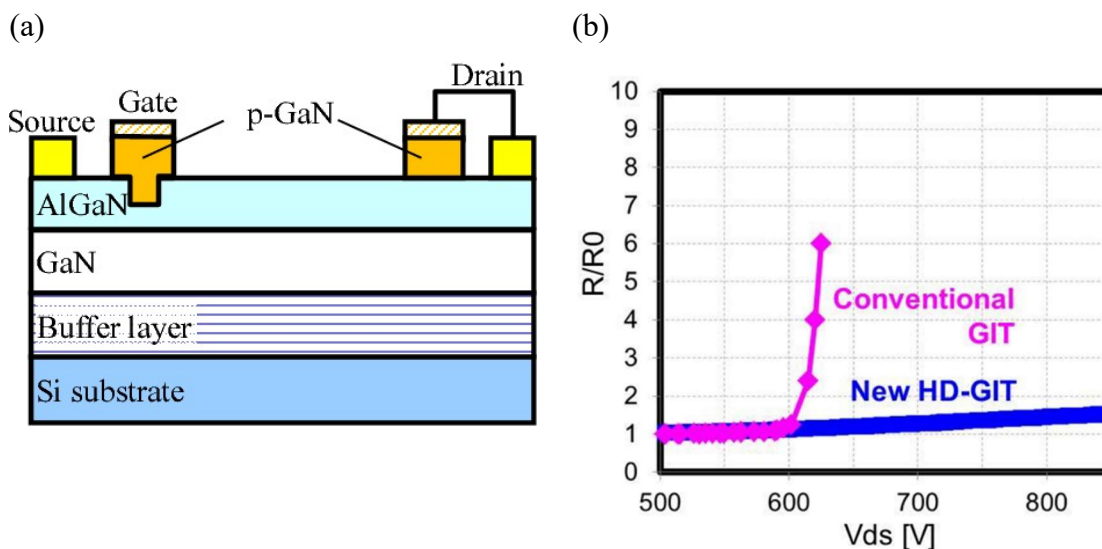 (a)
Source
Gate
p-GaN
Drain
AlGaN
GaN
Buffer layer
Si substrate
(b)
R/R0
10
9
8
7
6
5
4
3
2
1
0
Conventional
GIT
New HD-GIT
500 600 700 800
Vds [V]